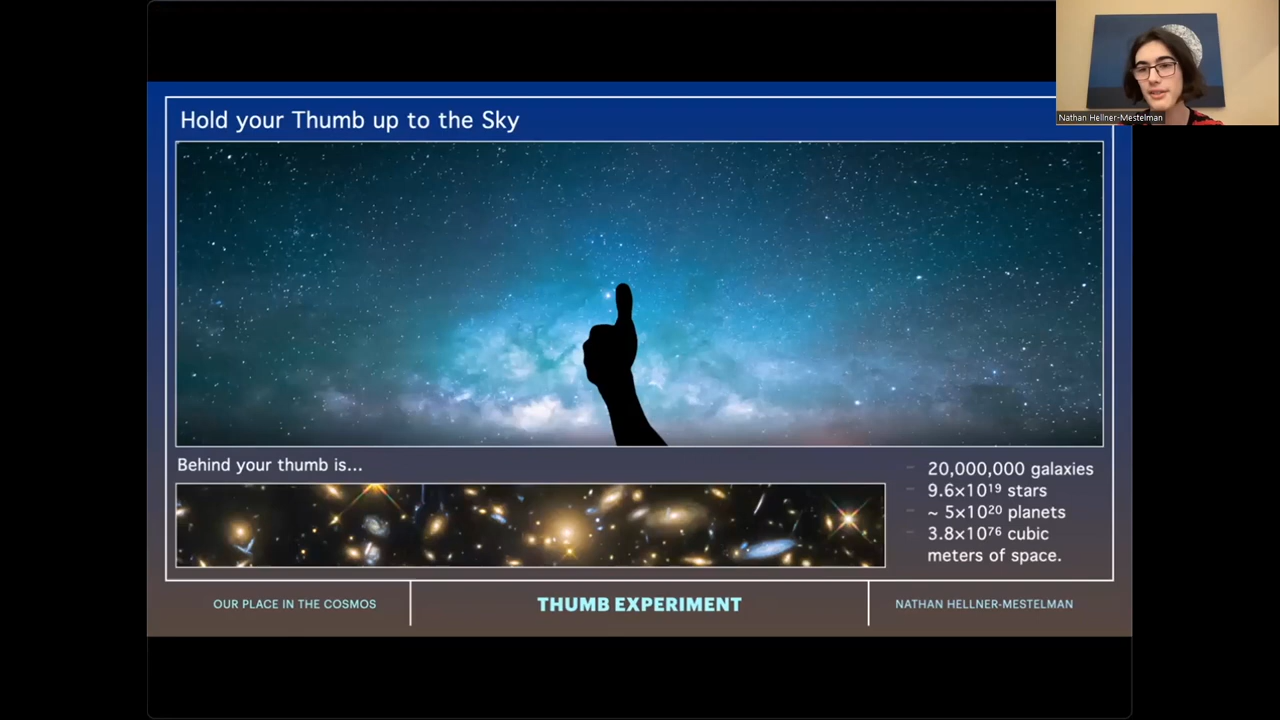 Nathan Hellner-Mestelman
Hold your Thumb up to the Sky
Behind your thumb is...
– 20,000,000 galaxies
– 9.6×10¹⁹ stars
– ~ 5×10²⁰ planets
– 3.8×10⁷⁶ cubic
meters of space.
OUR PLACE IN THE COSMOS
THUMB EXPERIMENT
NATHAN HELLNER-MESTELMAN